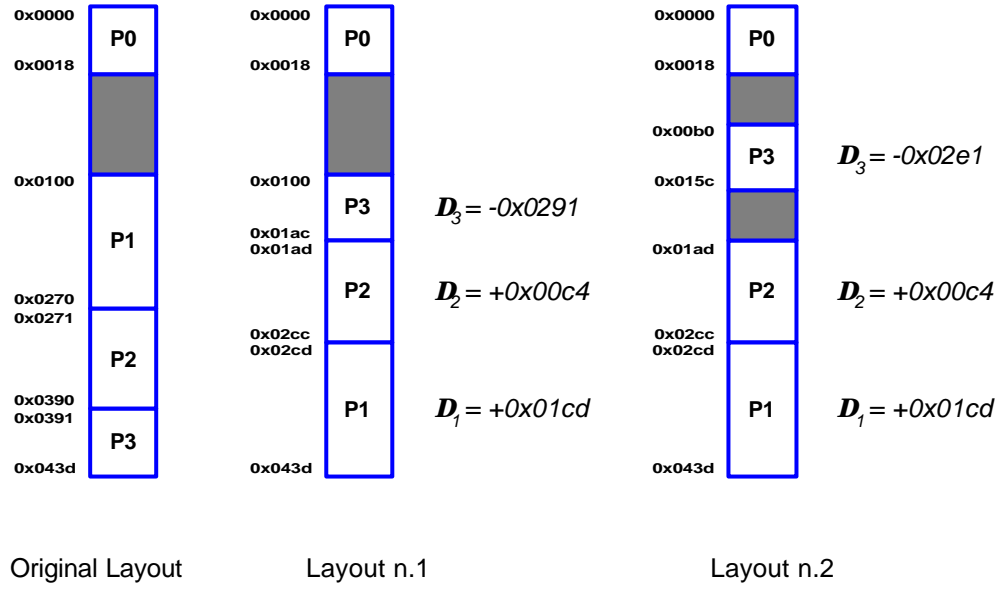 0x0000
P0
0x0018
0x0100
P1
0x0270
0x0271
P2
0x0390
0x0391
P3
0x043d
Original Layout
0x0000
P0
0x0018
0x0100
P3
D3 = -0x0291
0x01ac
0x01ad
P2
D2 = +0x00c4
0x02cc
0x02cd
P1
D1 = +0x01cd
0x043d
Layout n.1
0x0000
P0
0x0018
0x00b0
P3
D3 = -0x02e1
0x015c
0x01ad
P2
D2 = +0x00c4
0x02cc
0x02cd
P1
D1 = +0x01cd
0x043d
Layout n.2